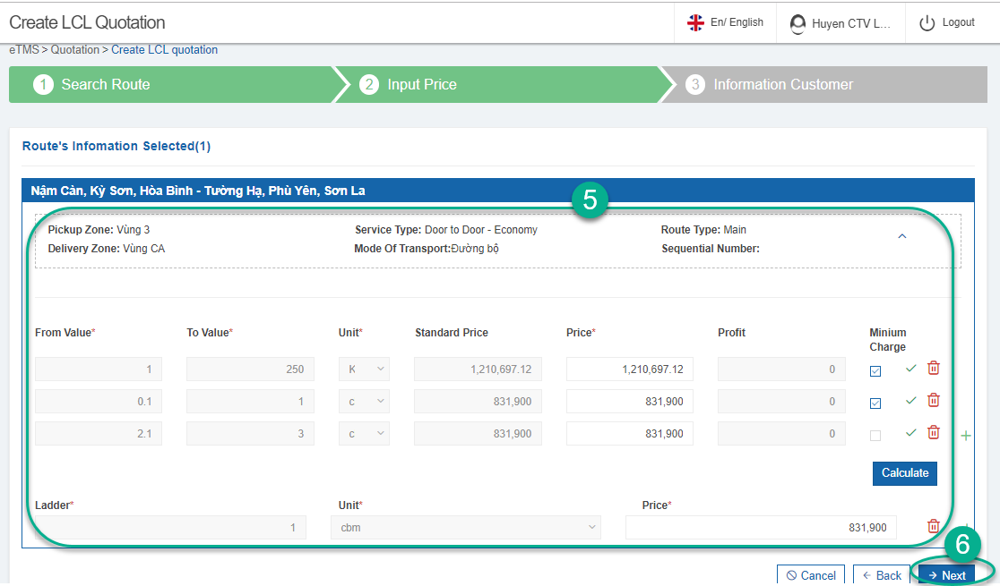 Create LCL Quotation
En/ English
Huyen CTV L...
Logout
eTMS > Quotation > Create LCL quotation
1 Search Route
2 Input Price
3 Information Customer
Route's Infomation Selected(1)
Nậm Càn, Kỳ Sơn, Hòa Bình - Tường Hạ, Phù Yên, Sơn La
5
Pickup Zone: Vùng 3 Service Type: Door to Door - Economy Route Type: Main
Delivery Zone: Vùng CA Mode Of Transport:Đường bộ Sequential Number:
From Value* To Value* Unit* Standard Price Price* Profit Minium Charge
1 250 K 1,210,697.12 1,210,697.12 0
0.1 1 c 831,900 831,900 0
2.1 3 c 831,900 831,900 0
Calculate
Ladder* Unit* Price*
1 cbm 831,900
6
Cancel Back Next